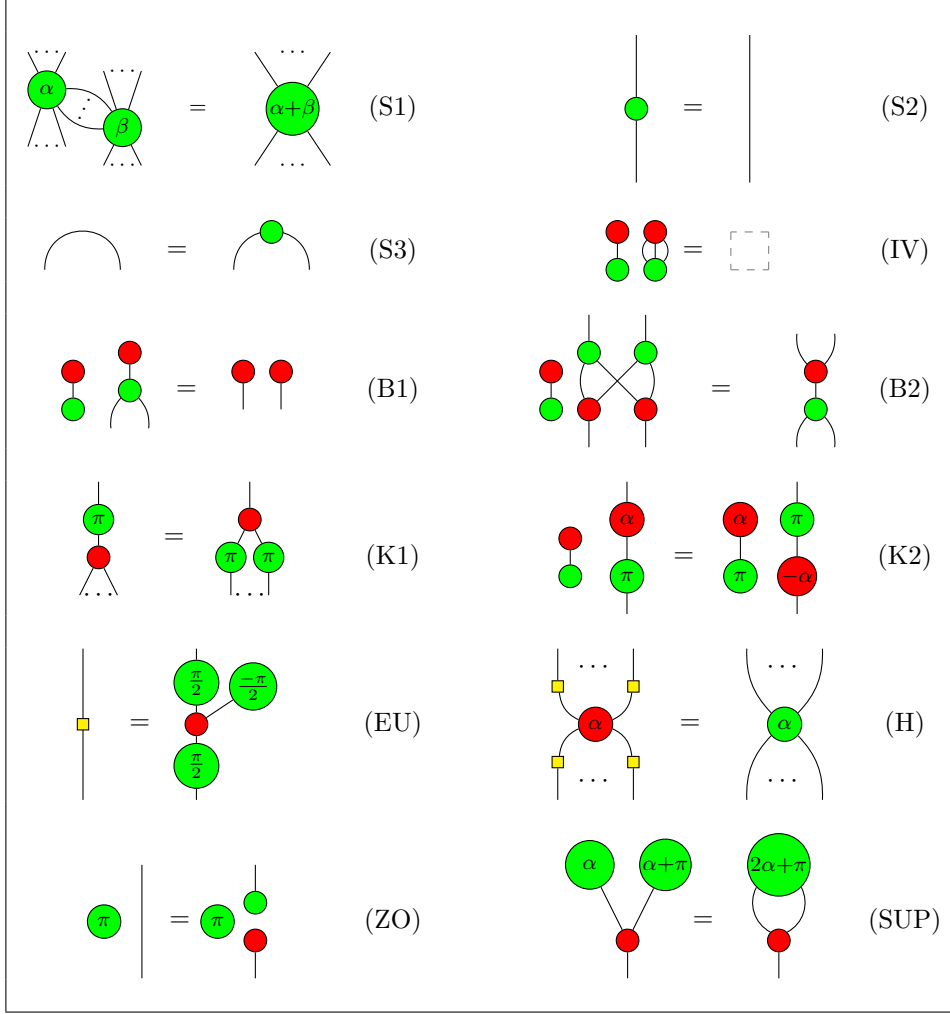 α β = α+β (S1) = (S2)
= (S3) = (IV)
= (B1) = (B2)
π = π π (K1) α π = α π π −α (K2)
= π/2 −π/2 π/2 (EU) α = α (H)
π = π (ZO) α α+π = 2α+π (SUP)